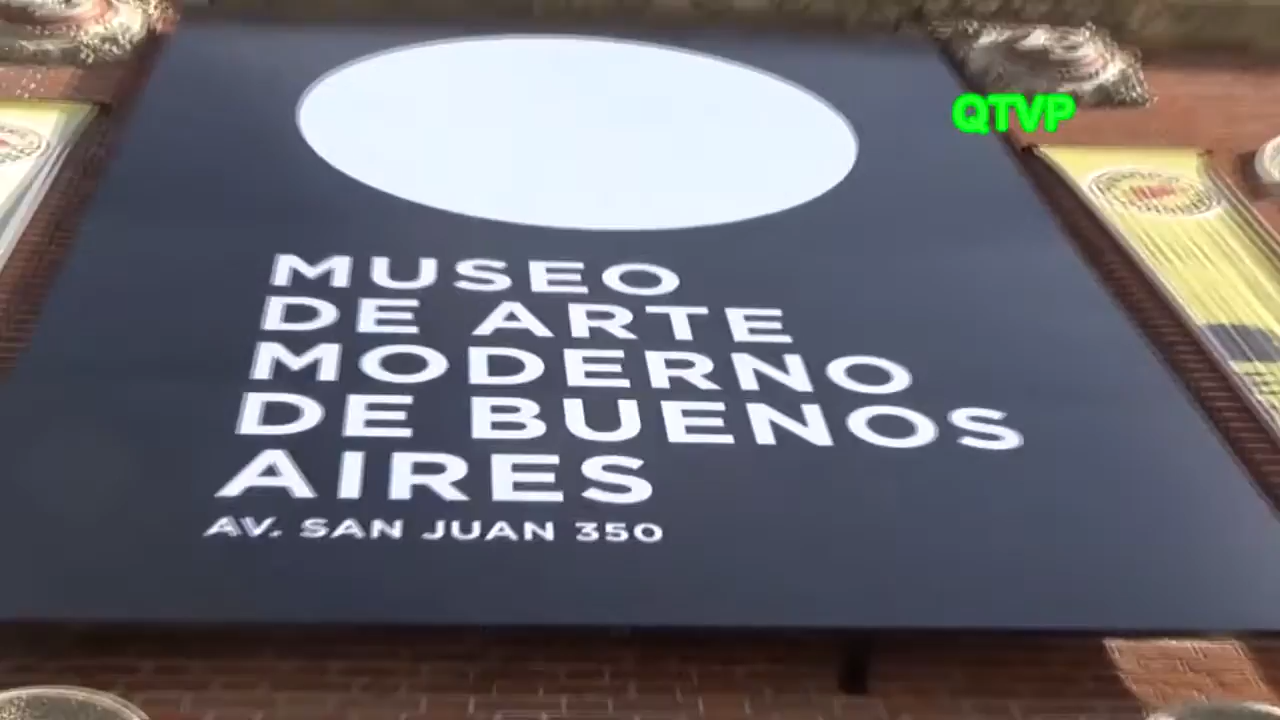 QTVP
MUSEO
DE ARTE
MODERNO
DE BUENOS
AIRES
AV. SAN JUAN 350